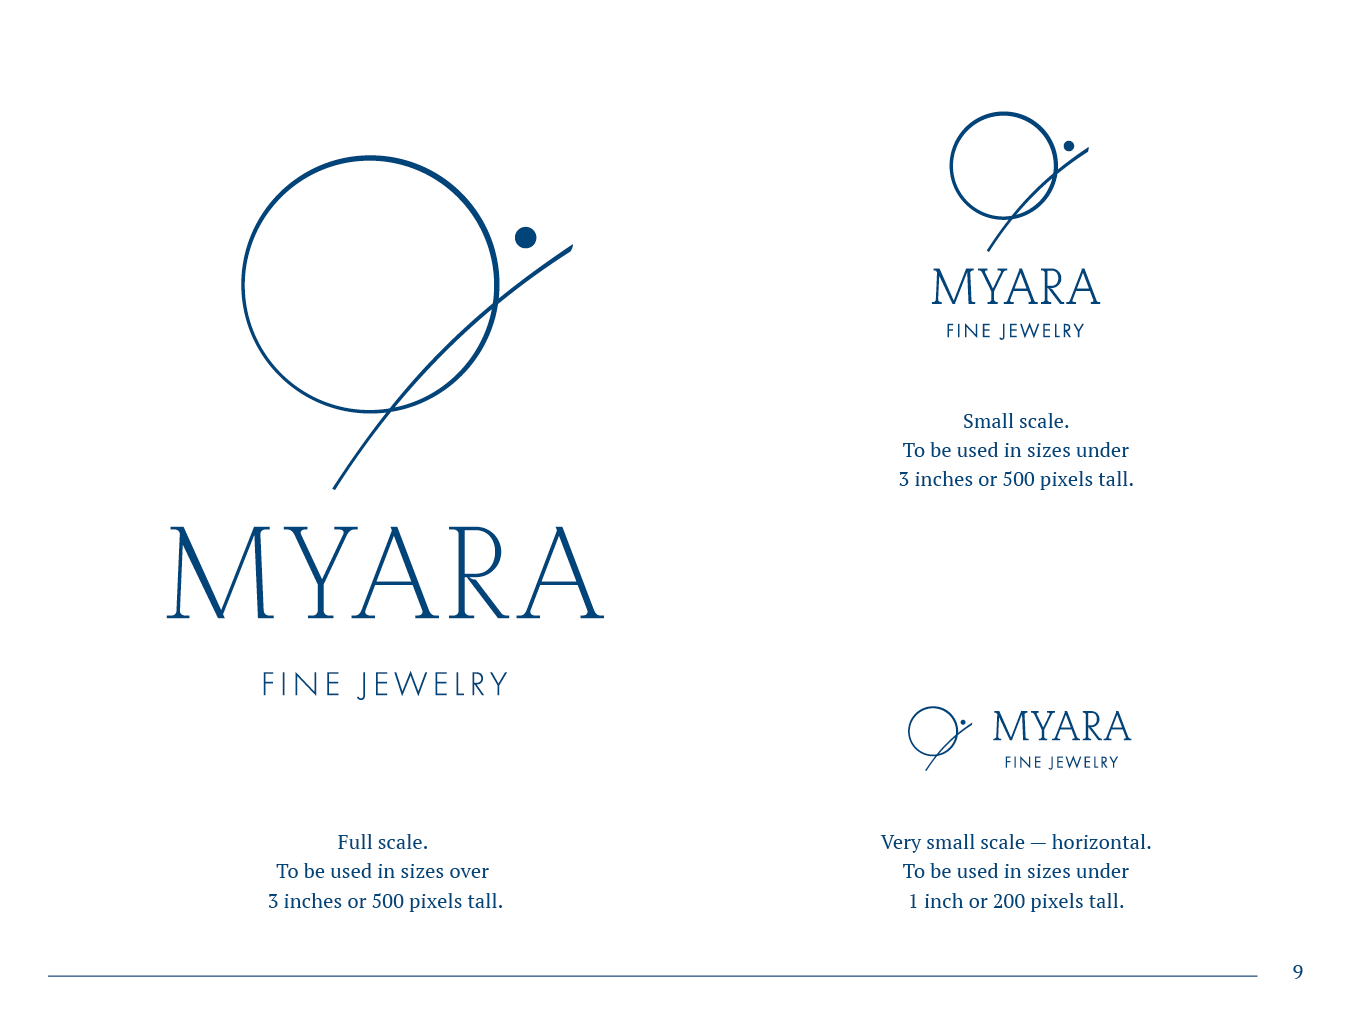 MYARA
FINE JEWELRY
Full scale.
To be used in sizes over
3 inches or 500 pixels tall.
MYARA
FINE JEWELRY
Small scale.
To be used in sizes under
3 inches or 500 pixels tall.
MYARA
FINE JEWELRY
Very small scale — horizontal.
To be used in sizes under
1 inch or 200 pixels tall.
9